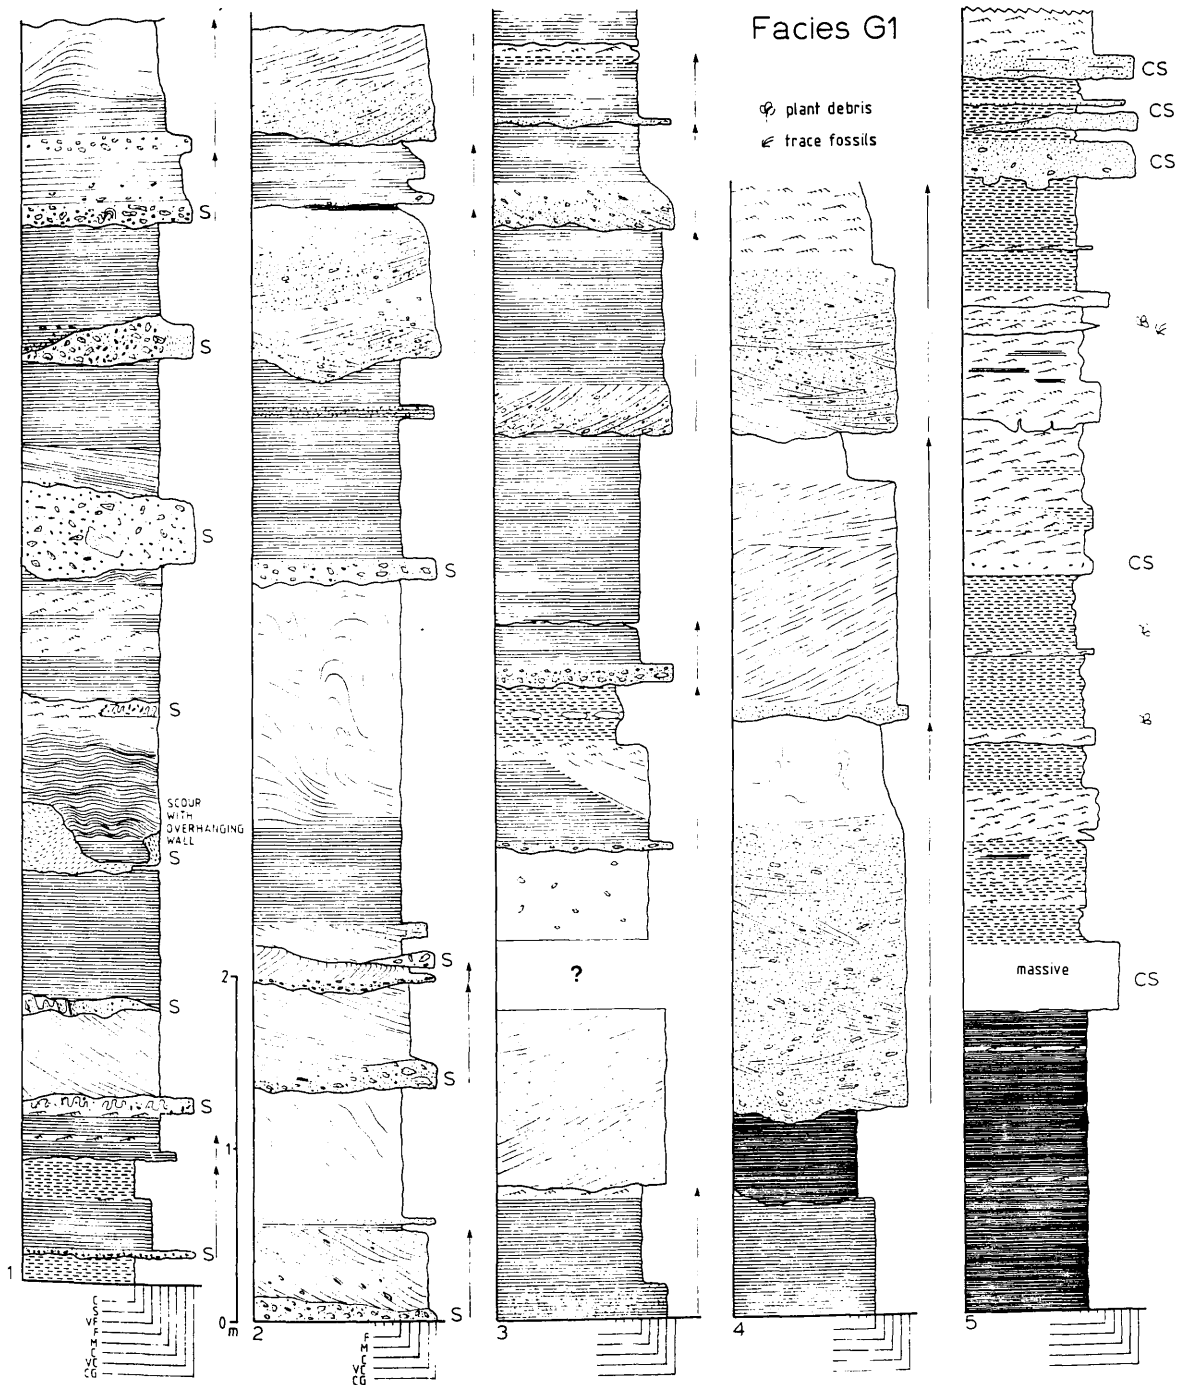 Facies G1
plant debris
trace fossils
S
S
S
S
SCOUR
WITH
OVERHANGING
WALL
S
S
S
S
1
C
S
VF
F
M
C
VC
CG
S
S
S
S
2
1
0
m
2
F
M
C
VC
CG
?
3
4
CS
CS
CS
CS
massive
CS
5